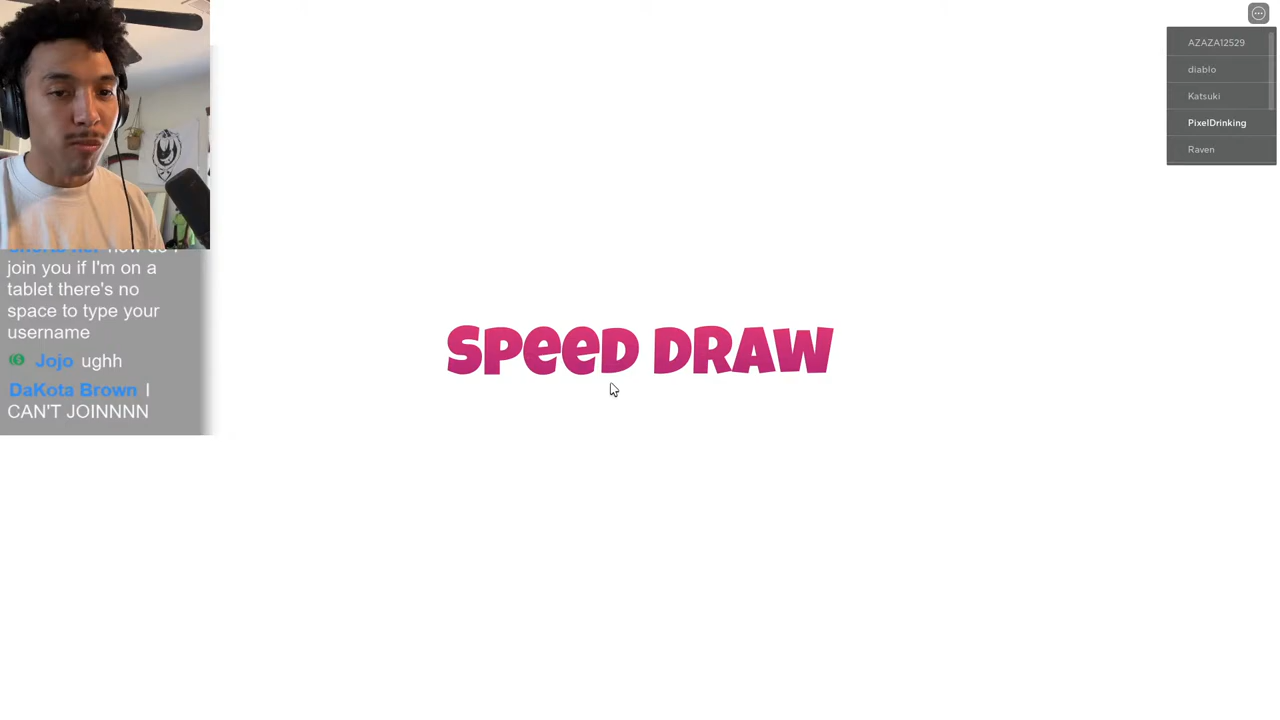 join you if I'm on a
tablet there's no
space to type your
username
Jojo ughh
DaKota Brown I
CAN'T JOINNNN
SPEED DRAW
AZAZA12529
diablo
Katsuki
PixelDrinking
Raven